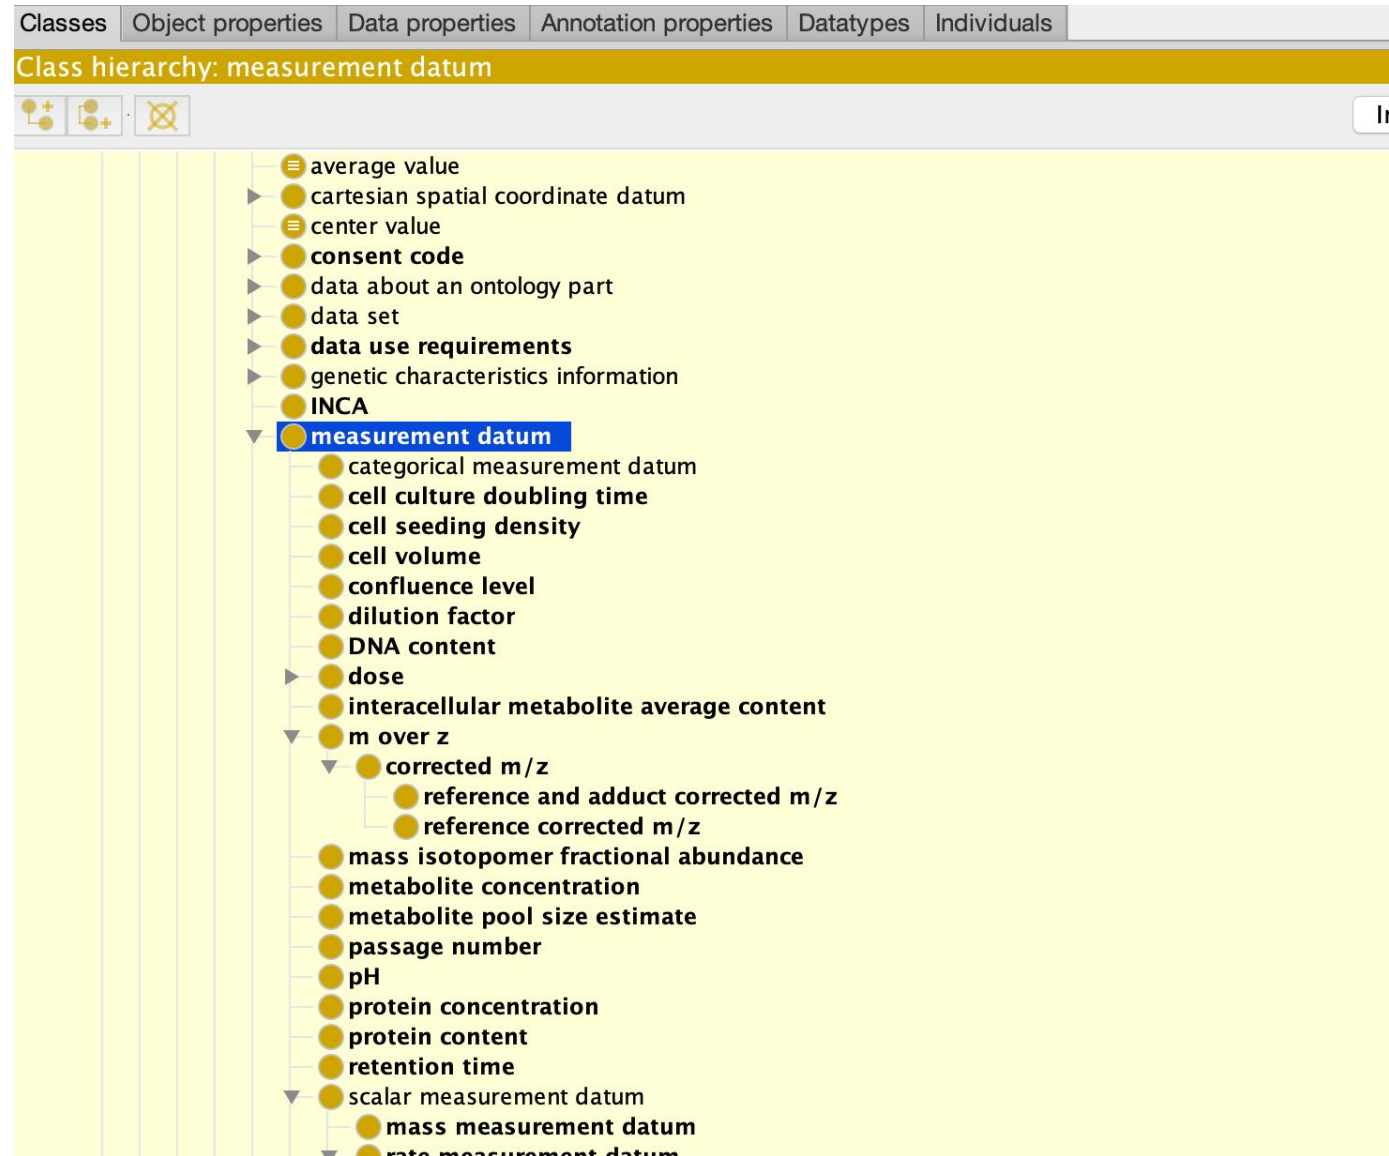 Classes Object properties Data properties Annotation properties Datatypes Individuals
Class hierarchy: measurement datum
average value
cartesian spatial coordinate datum
center value
consent code
data about an ontology part
data set
data use requirements
genetic characteristics information
INCA
measurement datum
categorical measurement datum
cell culture doubling time
cell seeding density
cell volume
confluence level
dilution factor
DNA content
dose
interacellular metabolite average content
m over z
corrected m/z
reference and adduct corrected m/z
reference corrected m/z
mass isotopomer fractional abundance
metabolite concentration
metabolite pool size estimate
passage number
pH
protein concentration
protein content
retention time
scalar measurement datum
mass measurement datum
rate measurement datum